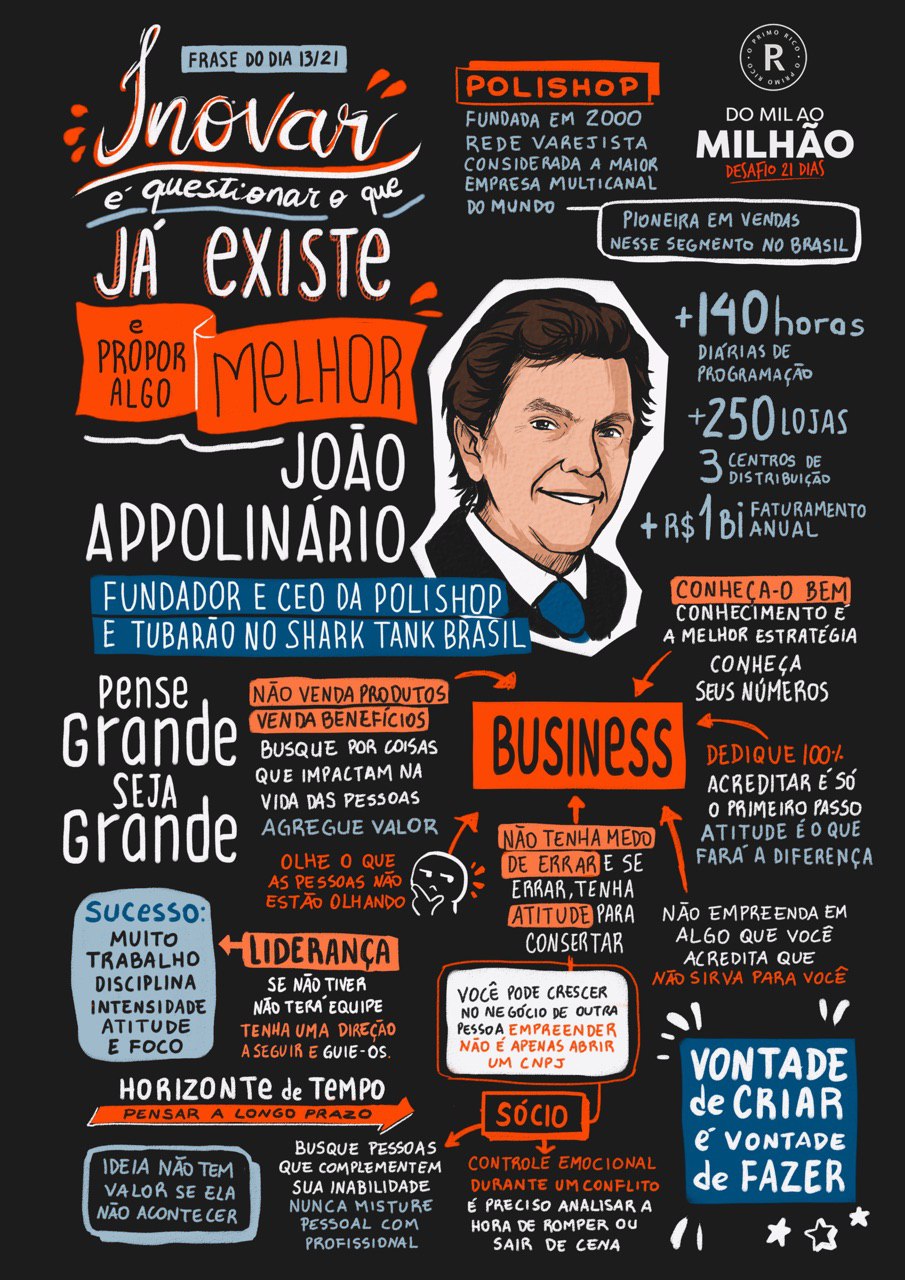 FRASE DO DIA 13/21
Inovar
é questionar o que
JÁ EXISTE
e
PROPOR
ALGO
MELHOR
JOÃO
APPOLINÁRIO
FUNDADOR E CEO DA POLISHOP
E TUBARÃO NO SHARK TANK BRASIL
POLISHOP
FUNDADA EM 2000
REDE VAREJISTA
CONSIDERADA A MAIOR
EMPRESA MULTICANAL
DO MUNDO
PIONEIRA EM VENDAS
NESSE SEGMENTO NO BRASIL
O PRIMO RICO • O PRIMO RICO •
R
DO MIL AO
MILHÃO
DESAFIO 21 DIAS
+140 horas
DIÁRIAS DE
PROGRAMAÇÃO
+250 LOJAS
3 CENTROS DE
DISTRIBUIÇÃO
+ R$ 1 Bi FATURAMENTO
ANUAL
PENSE
Grande
SEJA
Grande
NÃO VENDA PRODUTOS
VENDA BENEFÍCIOS
BUSQUE POR COISAS
QUE IMPACTAM NA
VIDA DAS PESSOAS
AGREGUE VALOR
OLHE O QUE
AS PESSOAS NÃO
ESTÃO OLHANDO
BUSINESS
CONHEÇA-O BEM
CONHECIMENTO É
A MELHOR ESTRATÉGIA
CONHEÇA
SEUS NÚMEROS
DEDIQUE 100%
ACREDITAR É SÓ
O PRIMEIRO PASSO
ATITUDE É O QUE
FARÁ A DIFERENÇA
NÃO TENHA MEDO
DE ERRAR E SE
ERRAR, TENHA
ATITUDE PARA
CONSERTAR
NÃO EMPREENDA EM
ALGO QUE VOCÊ
ACREDITA QUE
NÃO SIRVA PARA VOCÊ
SUCESSO:
MUITO
TRABALHO
DISCIPLINA
INTENSIDADE
ATITUDE
E FOCO
LIDERANÇA
SE NÃO TIVER
NÃO TERÁ EQUIPE
TENHA UMA DIREÇÃO
A SEGUIR E GUIE-OS.
VOCÊ PODE CRESCER
NO NEGÓCIO DE OUTRA
PESSOA EMPREENDER
NÃO É APENAS ABRIR
UM CNPJ
HORIZONTE de TEMPO
PENSAR A LONGO PRAZO
IDEIA NÃO TEM
VALOR SE ELA
NÃO ACONTECER
SÓCIO
BUSQUE PESSOAS
QUE COMPLEMENTEM
SUA INABILIDADE
NUNCA MISTURE
PESSOAL COM
PROFISSIONAL
CONTROLE EMOCIONAL
DURANTE UM CONFLITO
É PRECISO ANALISAR A
HORA DE ROMPER OU
SAIR DE CENA
VONTADE
de CRIAR
é VONTADE
de FAZER